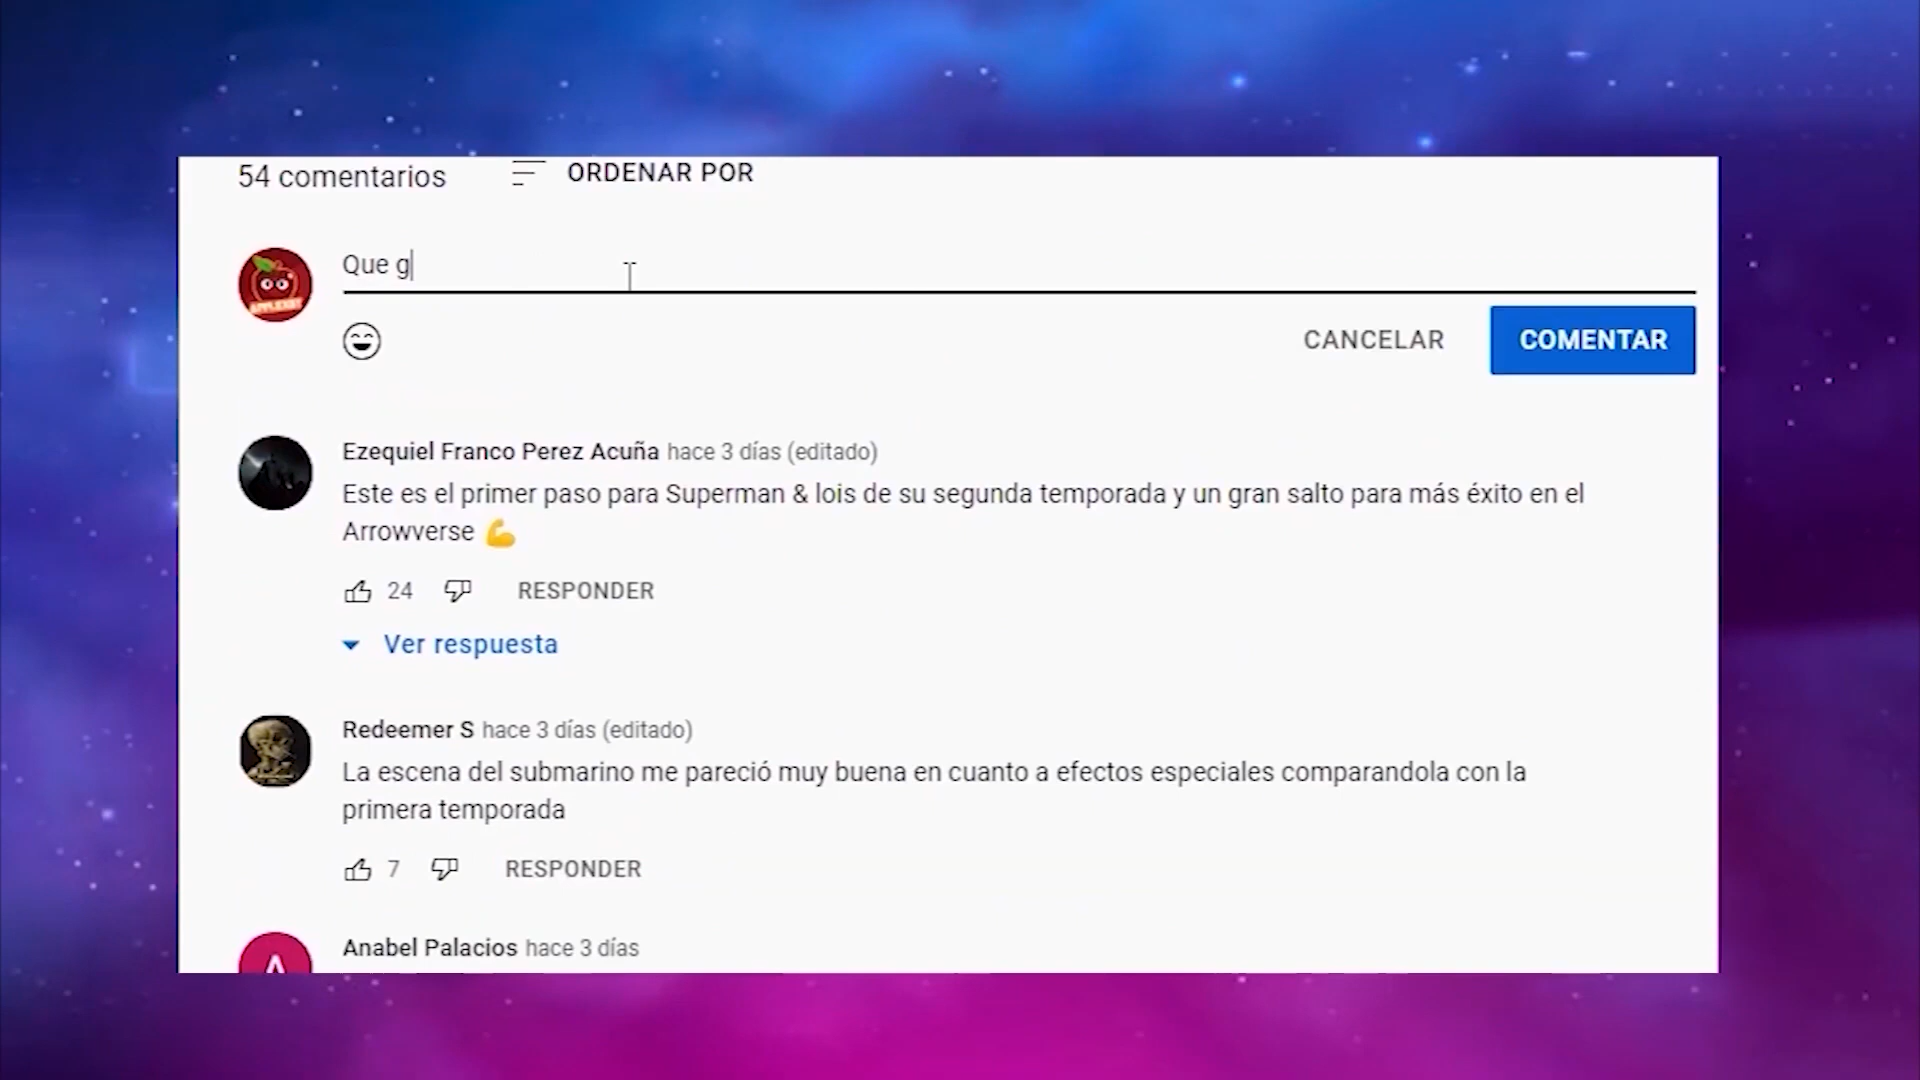 54 comentarios
ORDENAR POR
Que g
CANCELAR
COMENTAR
Ezequiel Franco Perez Acuña hace 3 días (editado)
Este es el primer paso para Superman & lois de su segunda temporada y un gran salto para más éxito en el
Arrowverse 💪
24
RESPONDER
Ver respuesta
Redeemer S hace 3 días (editado)
La escena del submarino me pareció muy buena en cuanto a efectos especiales comparandola con la
primera temporada
7
RESPONDER
Anabel Palacios hace 3 días
A